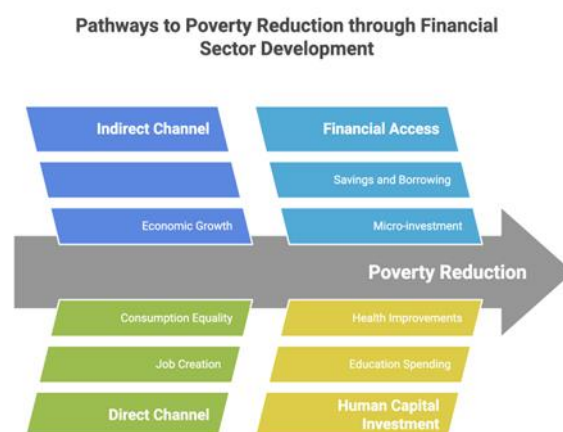 Pathways to Poverty Reduction through Financial
Sector Development
Indirect Channel
Financial Access
Savings and Borrowing
Economic Growth
Micro-investment
Poverty Reduction
Consumption Equality
Health Improvements
Job Creation
Education Spending
Direct Channel
Human Capital
Investment